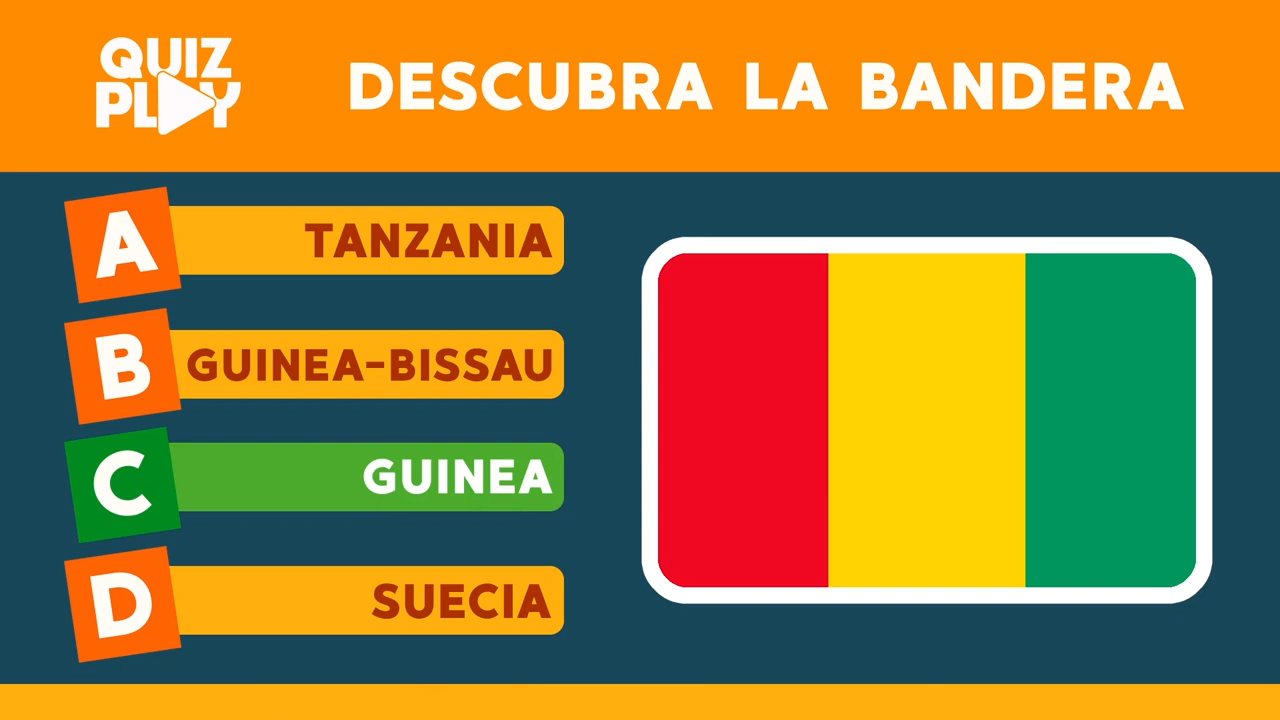 QUIZ
PLAY
DESCUBRA LA BANDERA
A
TANZANIA
B
GUINEA-BISSAU
C
GUINEA
D
SUECIA